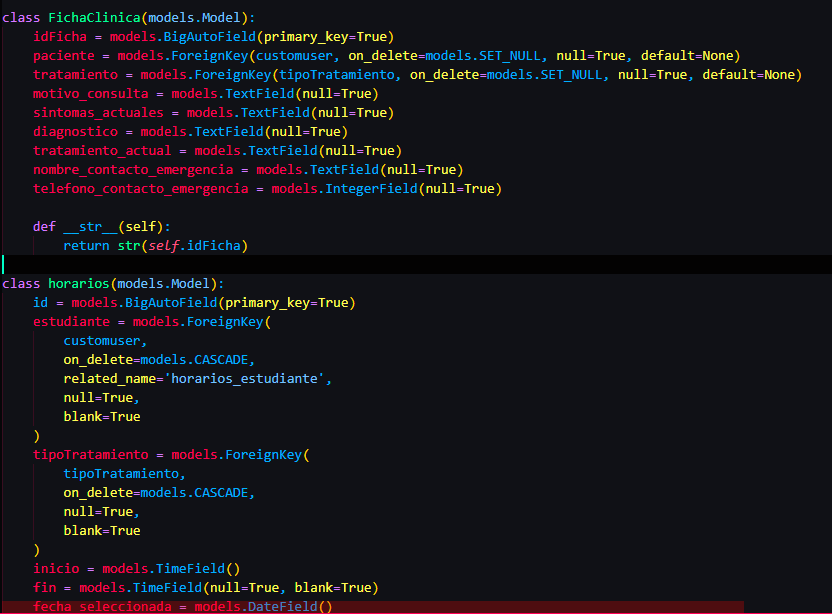 class FichaClinica(models.Model):
    idFicha = models.BigAutoField(primary_key=True)
    paciente = models.ForeignKey(customuser, on_delete=models.SET_NULL, null=True, default=None)
    tratamiento = models.ForeignKey(tipoTratamiento, on_delete=models.SET_NULL, null=True, default=None)
    motivo_consulta = models.TextField(null=True)
    sintomas_actuales = models.TextField(null=True)
    diagnostico = models.TextField(null=True)
    tratamiento_actual = models.TextField(null=True)
    nombre_contacto_emergencia = models.TextField(null=True)
    telefono_contacto_emergencia = models.IntegerField(null=True)

    def __str__(self):
        return str(self.idFicha)

class horarios(models.Model):
    id = models.BigAutoField(primary_key=True)
    estudiante = models.ForeignKey(
        customuser,
        on_delete=models.CASCADE,
        related_name='horarios_estudiante',
        null=True,
        blank=True
    )
    tipoTratamiento = models.ForeignKey(
        tipoTratamiento,
        on_delete=models.CASCADE,
        null=True,
        blank=True
    )
    inicio = models.TimeField()
    fin = models.TimeField(null=True, blank=True)
    fecha_seleccionada = models.DateField()